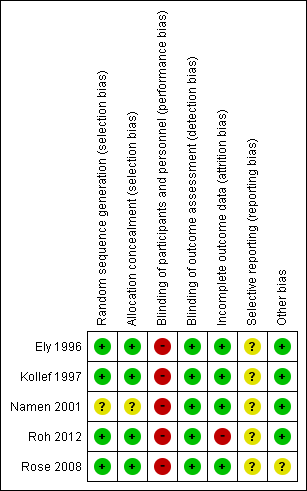 Random sequence generation (selection bias)
Allocation concealment (selection bias)
Blinding of participants and personnel (performance bias)
Blinding of outcome assessment (detection bias)
Incomplete outcome data (attrition bias)
Selective reporting (reporting bias)
Other bias
Ely 1996 + + - + + ? +
Kollef 1997 + + - + + ? +
Namen 2001 ? ? - + + ? +
Roh 2012 + + - + - ? +
Rose 2008 + + - + + ? ?